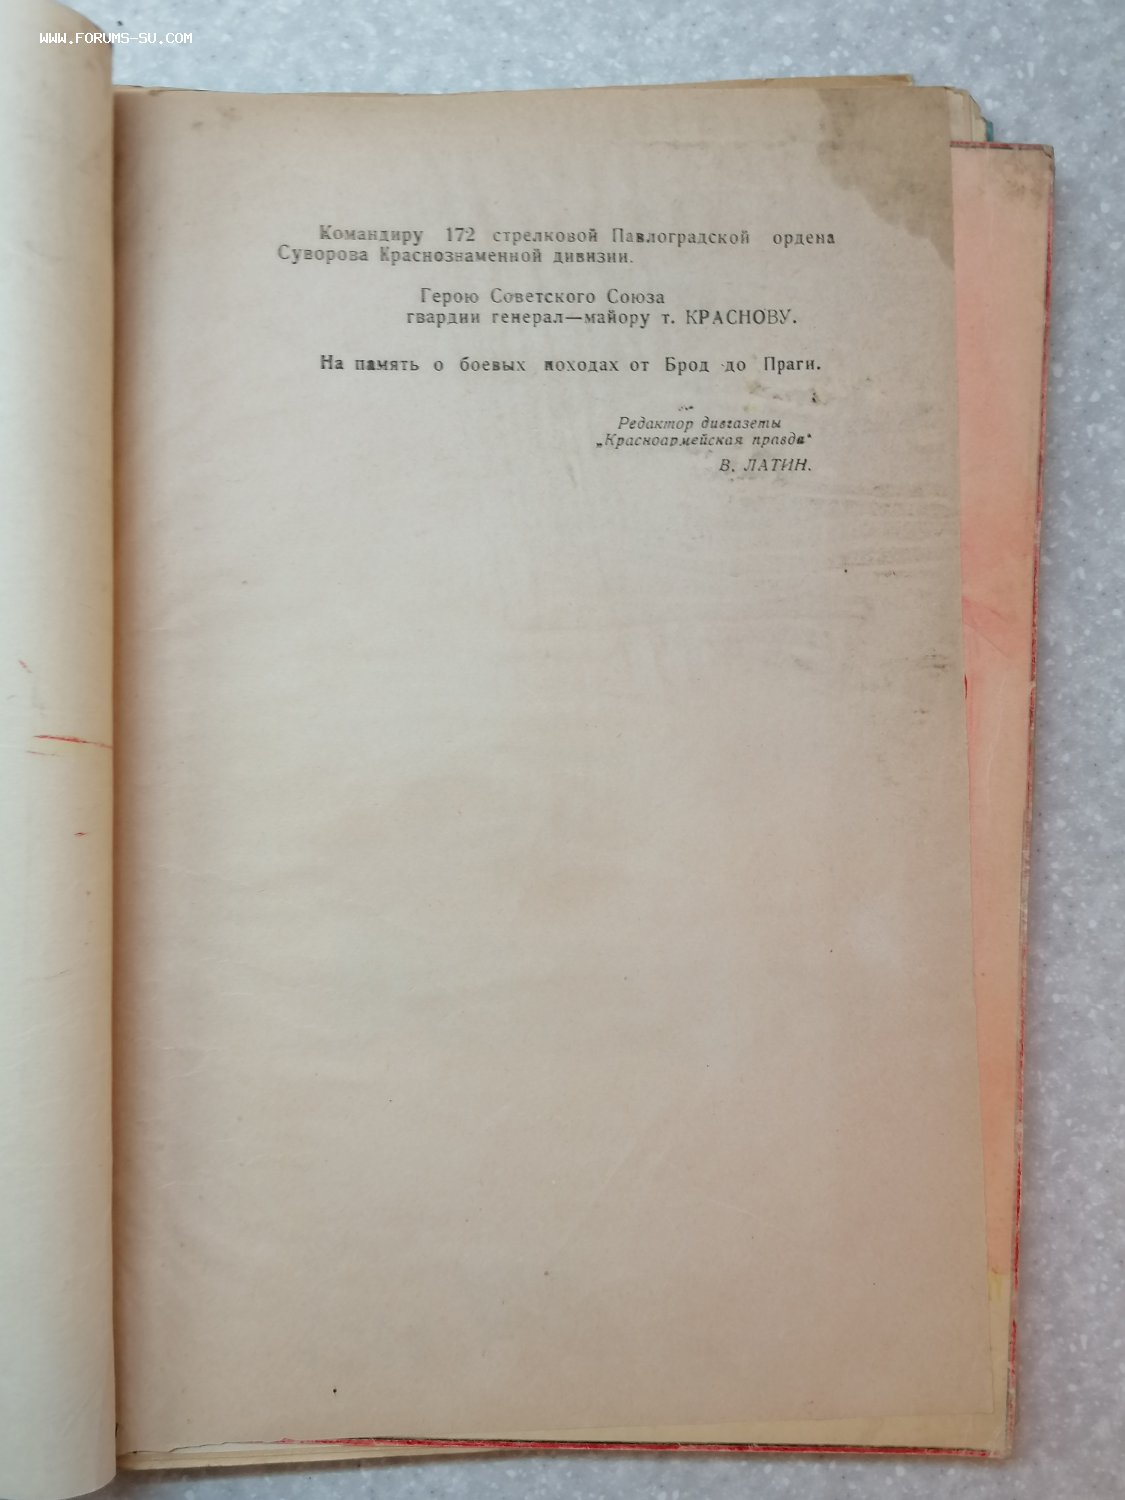 WWW.FORUMS-SU.COM
Командиру 172 стрелковой Павлоградской ордена
Суворова Краснознаменной дивизии.
Герою Советского Союза
гвардии генерал—майору т. КРАСНОВУ.
На память о боевых походах от Брод до Праги.
Редактор дивгазеты
„Красноармейская правда“
В. ЛАТИН.